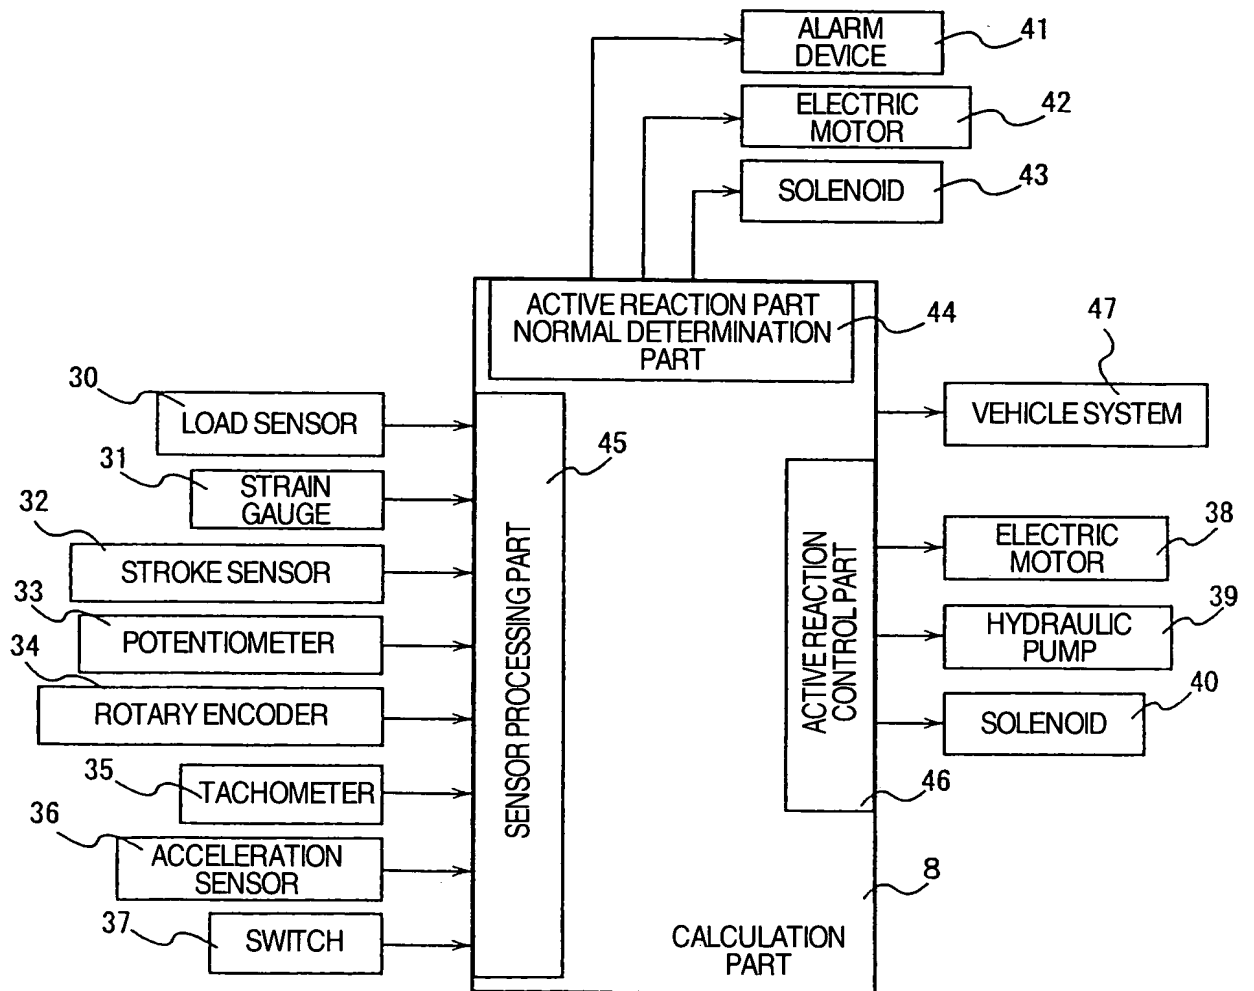 ALARM
DEVICE
41
ELECTRIC
MOTOR
42
SOLENOID
43
ACTIVE REACTION PART
NORMAL DETERMINATION
PART
44
47
VEHICLE SYSTEM
30
LOAD SENSOR
31
STRAIN
GAUGE
32
STROKE SENSOR
33
POTENTIOMETER
34
ROTARY ENCODER
35
TACHOMETER
36
ACCELERATION
SENSOR
37
SWITCH
45
SENSOR PROCESSING PART
ACTIVE REACTION
CONTROL PART
46
38
ELECTRIC
MOTOR
39
HYDRAULIC
PUMP
40
SOLENOID
8
CALCULATION
PART